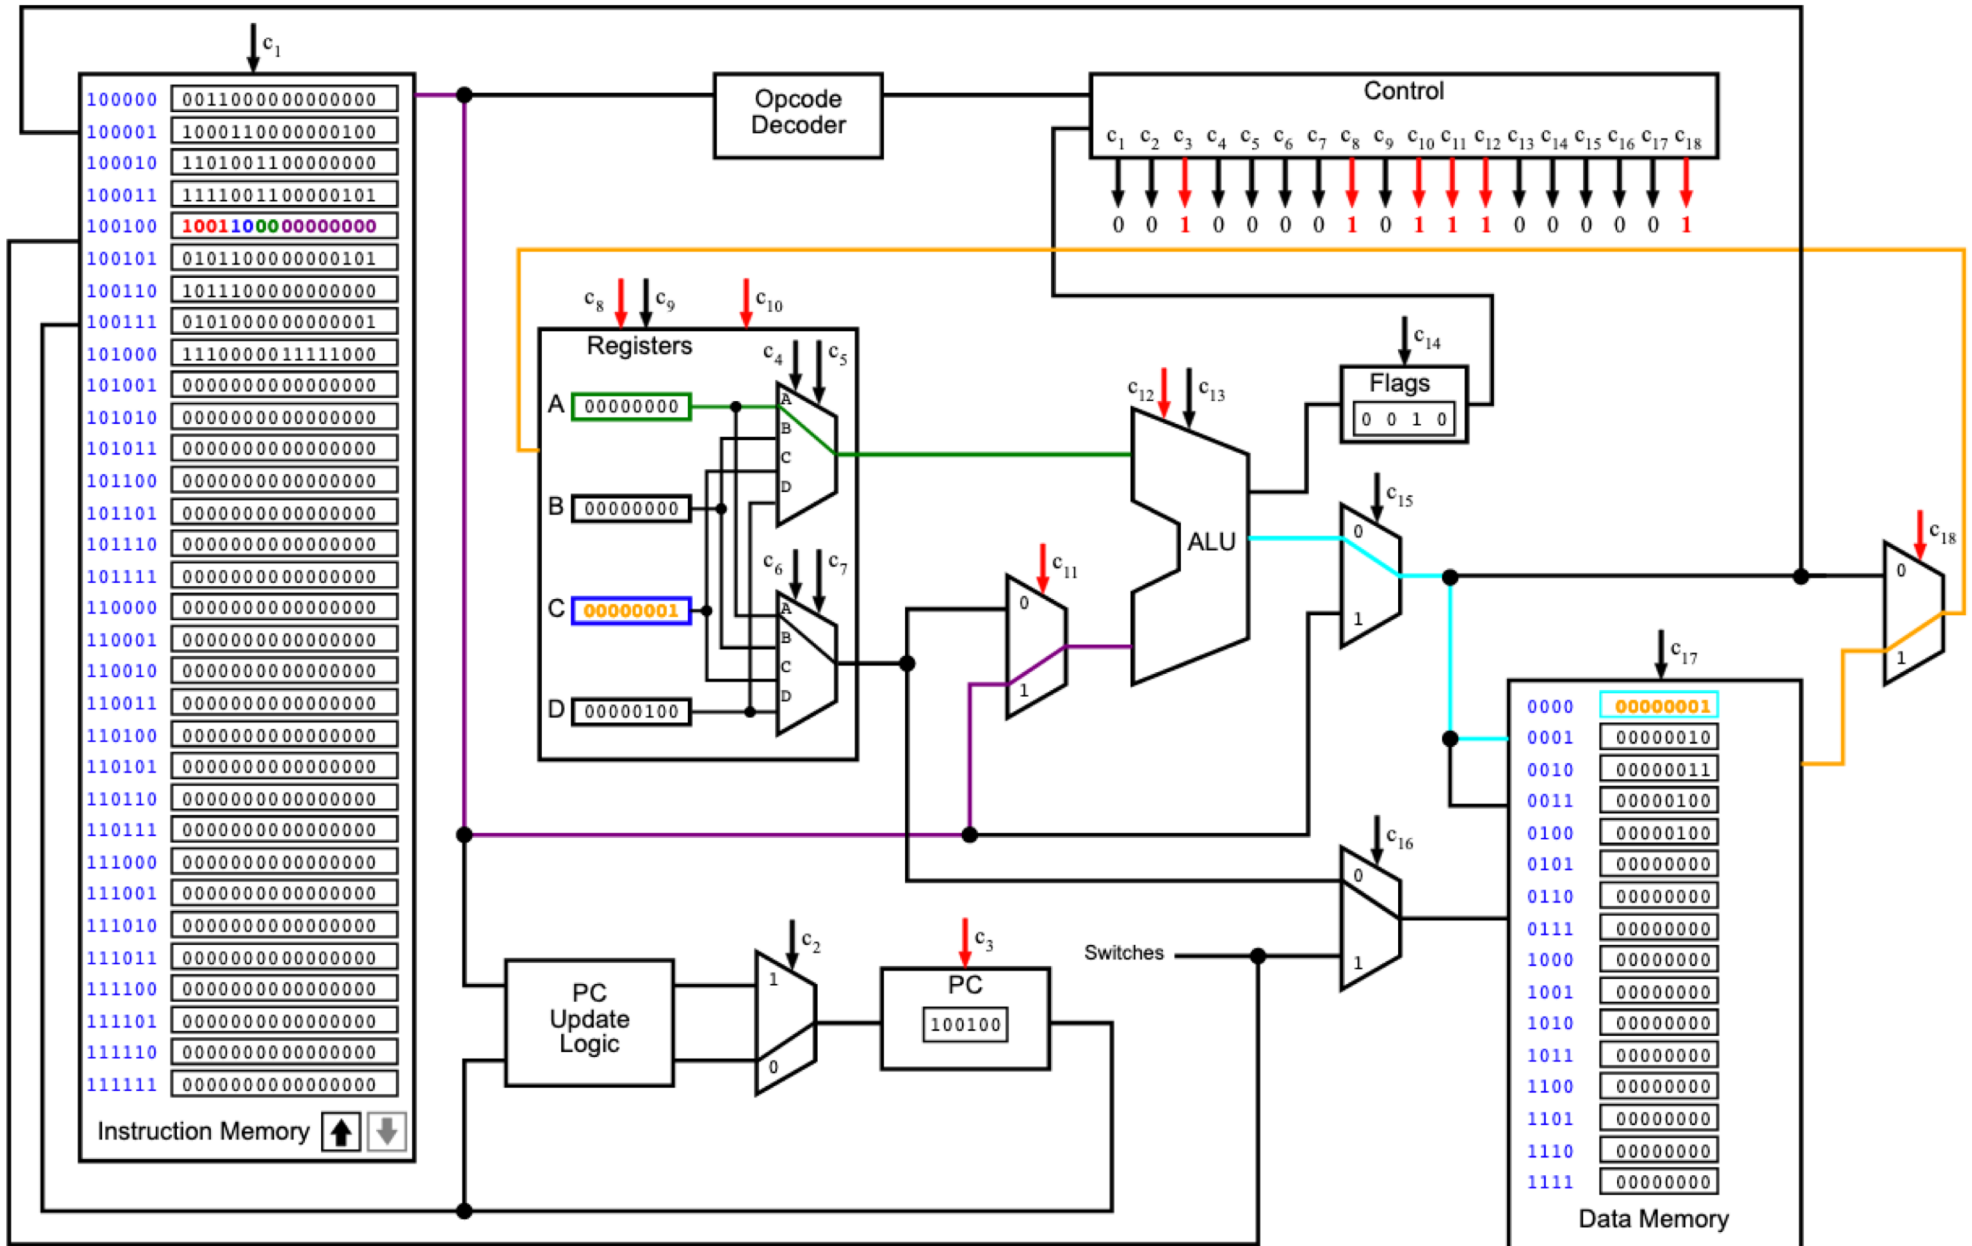 c1
100000 0011000000000000
100001 1000110000000100
100010 1101001100000000
100011 1111001100000101
100100 1001100000000000
100101 0101100000000101
100110 1011100000000000
100111 0101000000000001
101000 1110000011111000
101001 0000000000000000
101010 0000000000000000
101011 0000000000000000
101100 0000000000000000
101101 0000000000000000
101110 0000000000000000
101111 0000000000000000
110000 0000000000000000
110001 0000000000000000
110010 0000000000000000
110011 0000000000000000
110100 0000000000000000
110101 0000000000000000
110110 0000000000000000
110111 0000000000000000
111000 0000000000000000
111001 0000000000000000
111010 0000000000000000
111011 0000000000000000
111100 0000000000000000
111101 0000000000000000
111110 0000000000000000
111111 0000000000000000
Instruction Memory
Opcode
Decoder
Control
c1 c2 c3 c4 c5 c6 c7 c8 c9 c10 c11 c12 c13 c14 c15 c16 c17 c18
0 0 1 0 0 0 0 1 0 1 1 1 0 0 0 0 0 1
c8 c9 c10
Registers
c4 c5
A 00000000
B 00000000
C 00000001
D 00000100
A
B
C
D
c6 c7
A
B
C
D
c11
0
1
c12 c13
ALU
c14
Flags
0 0 1 0
c15
0
1
c18
0
1
c16
0
1
Switches
PC
Update
Logic
c2
1
0
c3
PC
100100
c17
0000 00000001
0001 00000010
0010 00000011
0011 00000100
0100 00000100
0101 00000000
0110 00000000
0111 00000000
1000 00000000
1001 00000000
1010 00000000
1011 00000000
1100 00000000
1101 00000000
1110 00000000
1111 00000000
Data Memory